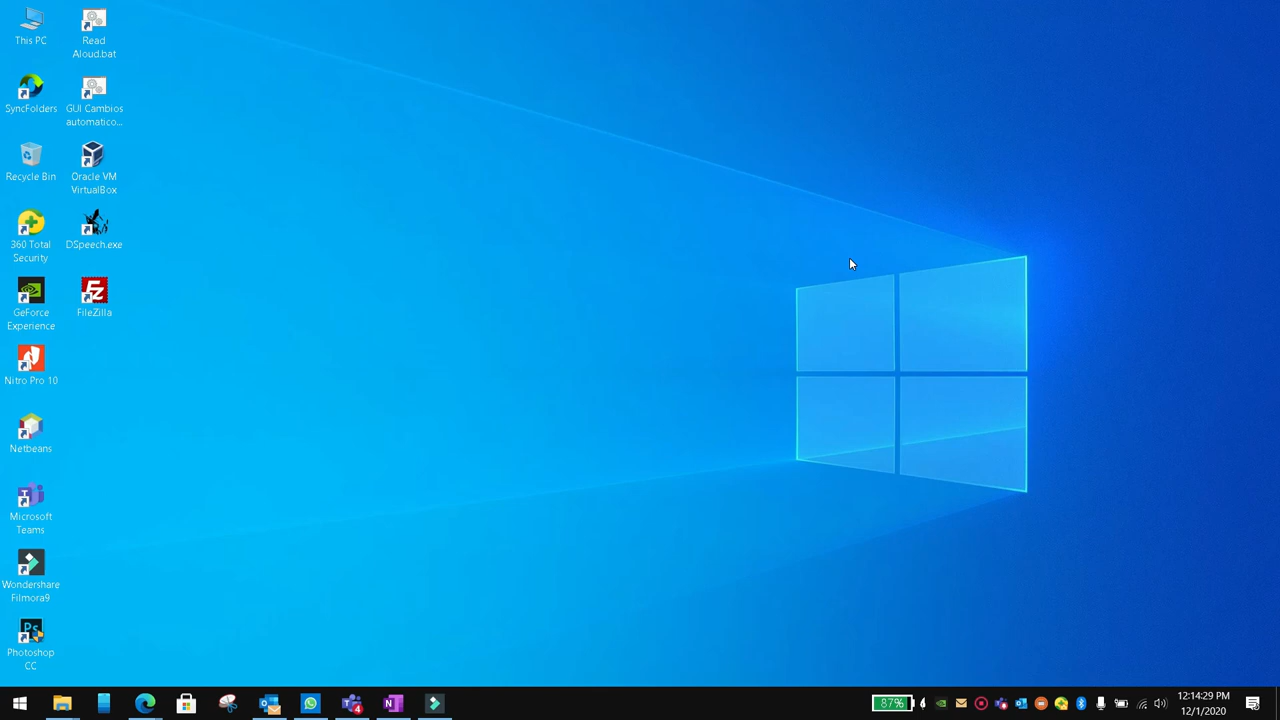 This PC
Read
Aloud.bat
SyncFolders
GUI Cambios
automatico...
Recycle Bin
Oracle VM
VirtualBox
360 Total
Security
DSpeech.exe
GeForce
Experience
FileZilla
Nitro Pro 10
Netbeans
Microsoft
Teams
Wondershare
Filmora9
Ps
Photoshop
CC
87%
12:14:29 PM
12/1/2020